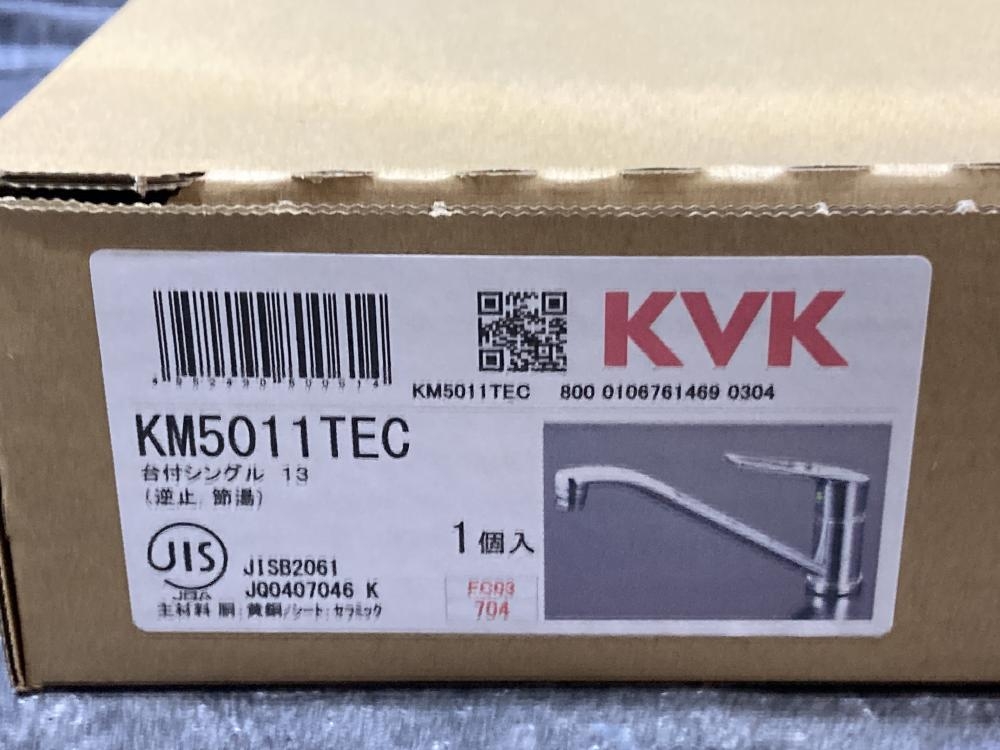 KVK
KM5011TEC 800 0106761469 0304
KM5011TEC
台付シングル 13
(逆止 節湯)
1個入
JIS
JISB2061
JQA
JQ0407046 K
主材料 胴:黄銅/シート:セラミック
704